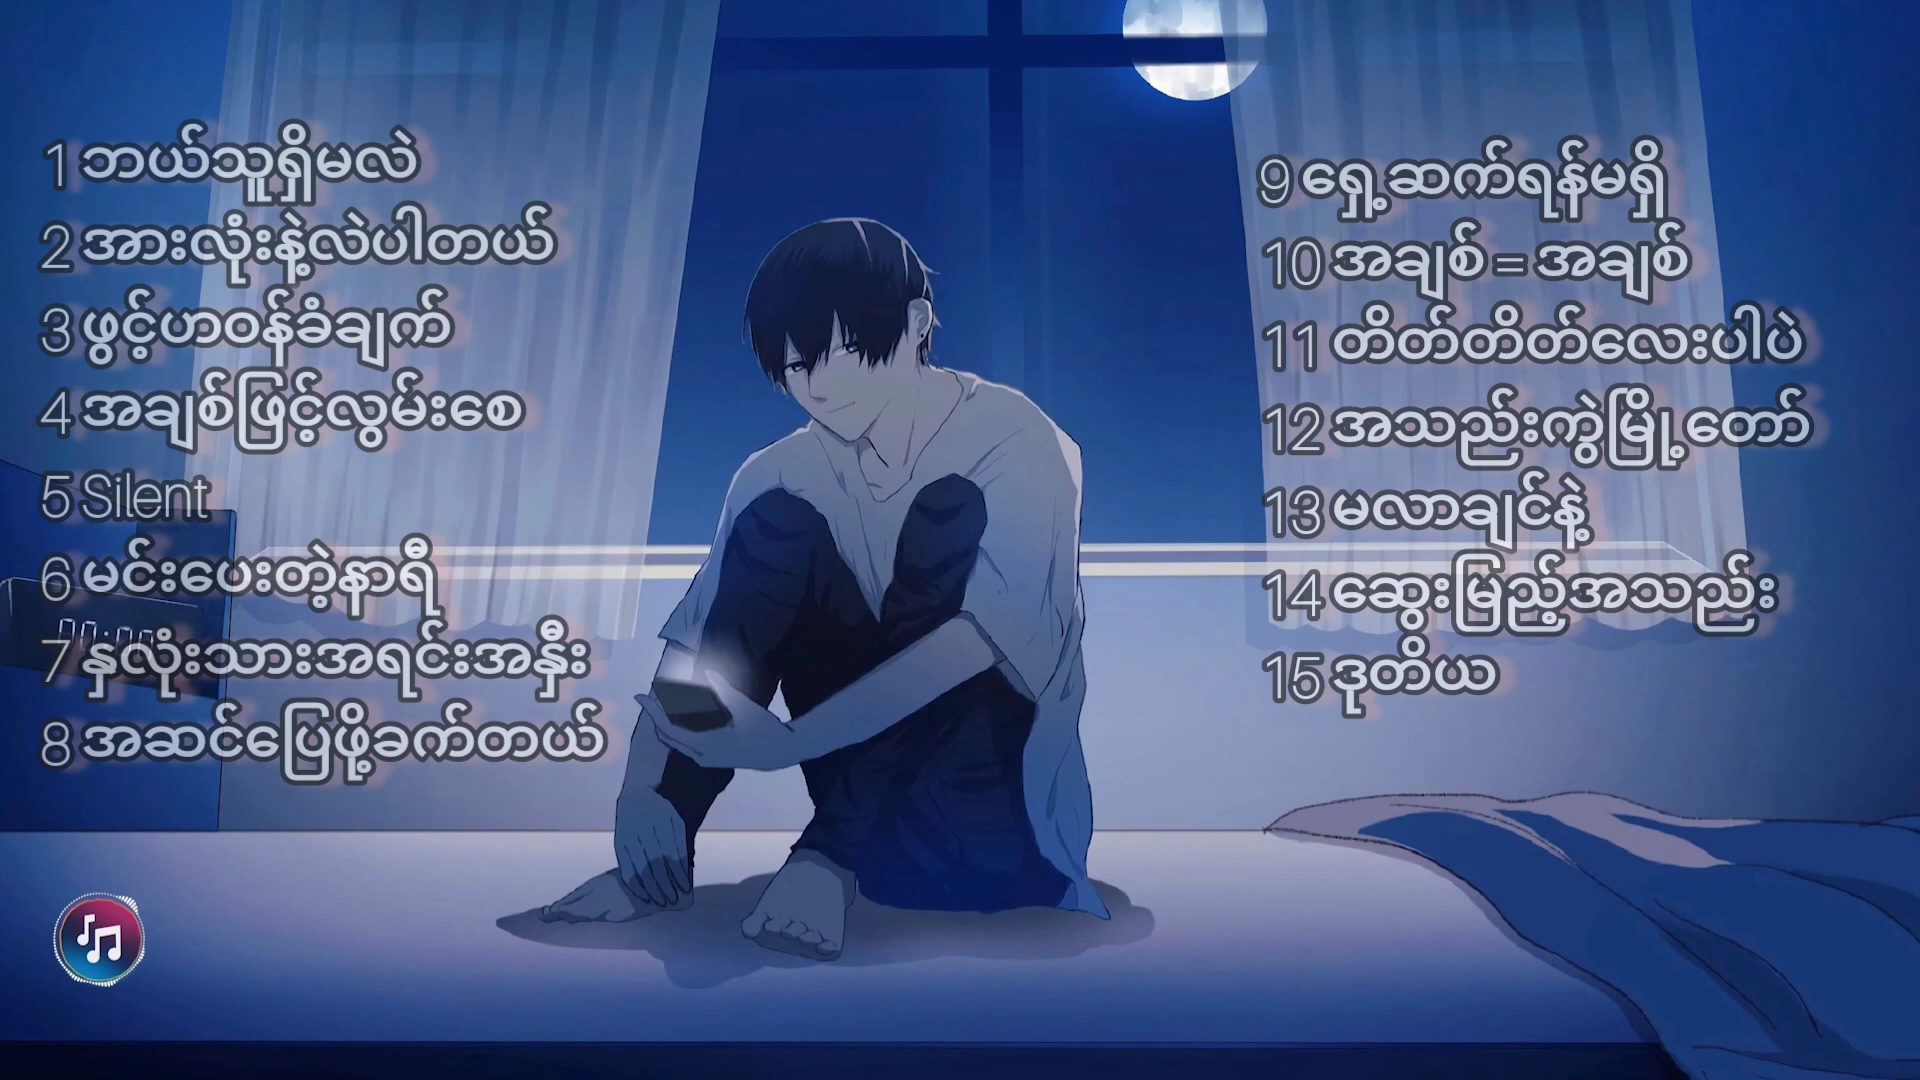 1 ဘယ်သူရှိမလဲ
2 အားလုံးနဲ့လဲပါတယ်
3 ဖွင့်ဟဝန်ခံချက်
4 အချစ်ဖြင့်လွမ်းစေ
5 Silent
6 မင်းပေးတဲ့နာရီ
7 နှလုံးသားအရင်းအနှီး
8 အဆင်ပြေဖို့ခက်တယ်
9 ရှေ့ဆက်ရန်မရှိ
10 အချစ် = အချစ်
11 တိတ်တိတ်လေးပါပဲ
12 အသည်းကွဲမြို့တော်
13 မလာချင်နဲ့
14 ဆွေးမြည့်အသည်း
15 ဒုတိယ
00:00